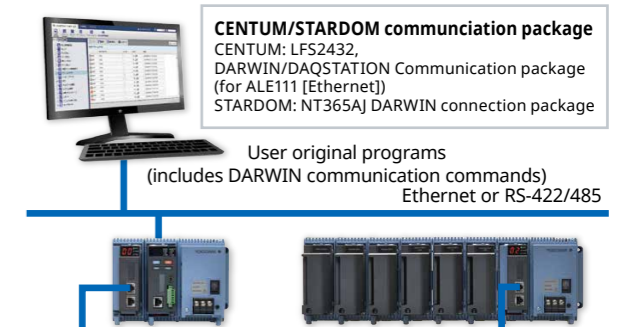 CENTUM/STARDOM communciation package
CENTUM: LFS2432,
DARWIN/DAQSTATION Communication package
(for ALE111 [Ethernet])
STARDOM: NT365AJ DARWIN connection package
User original programs
(includes DARWIN communication commands)
Ethernet or RS-422/485